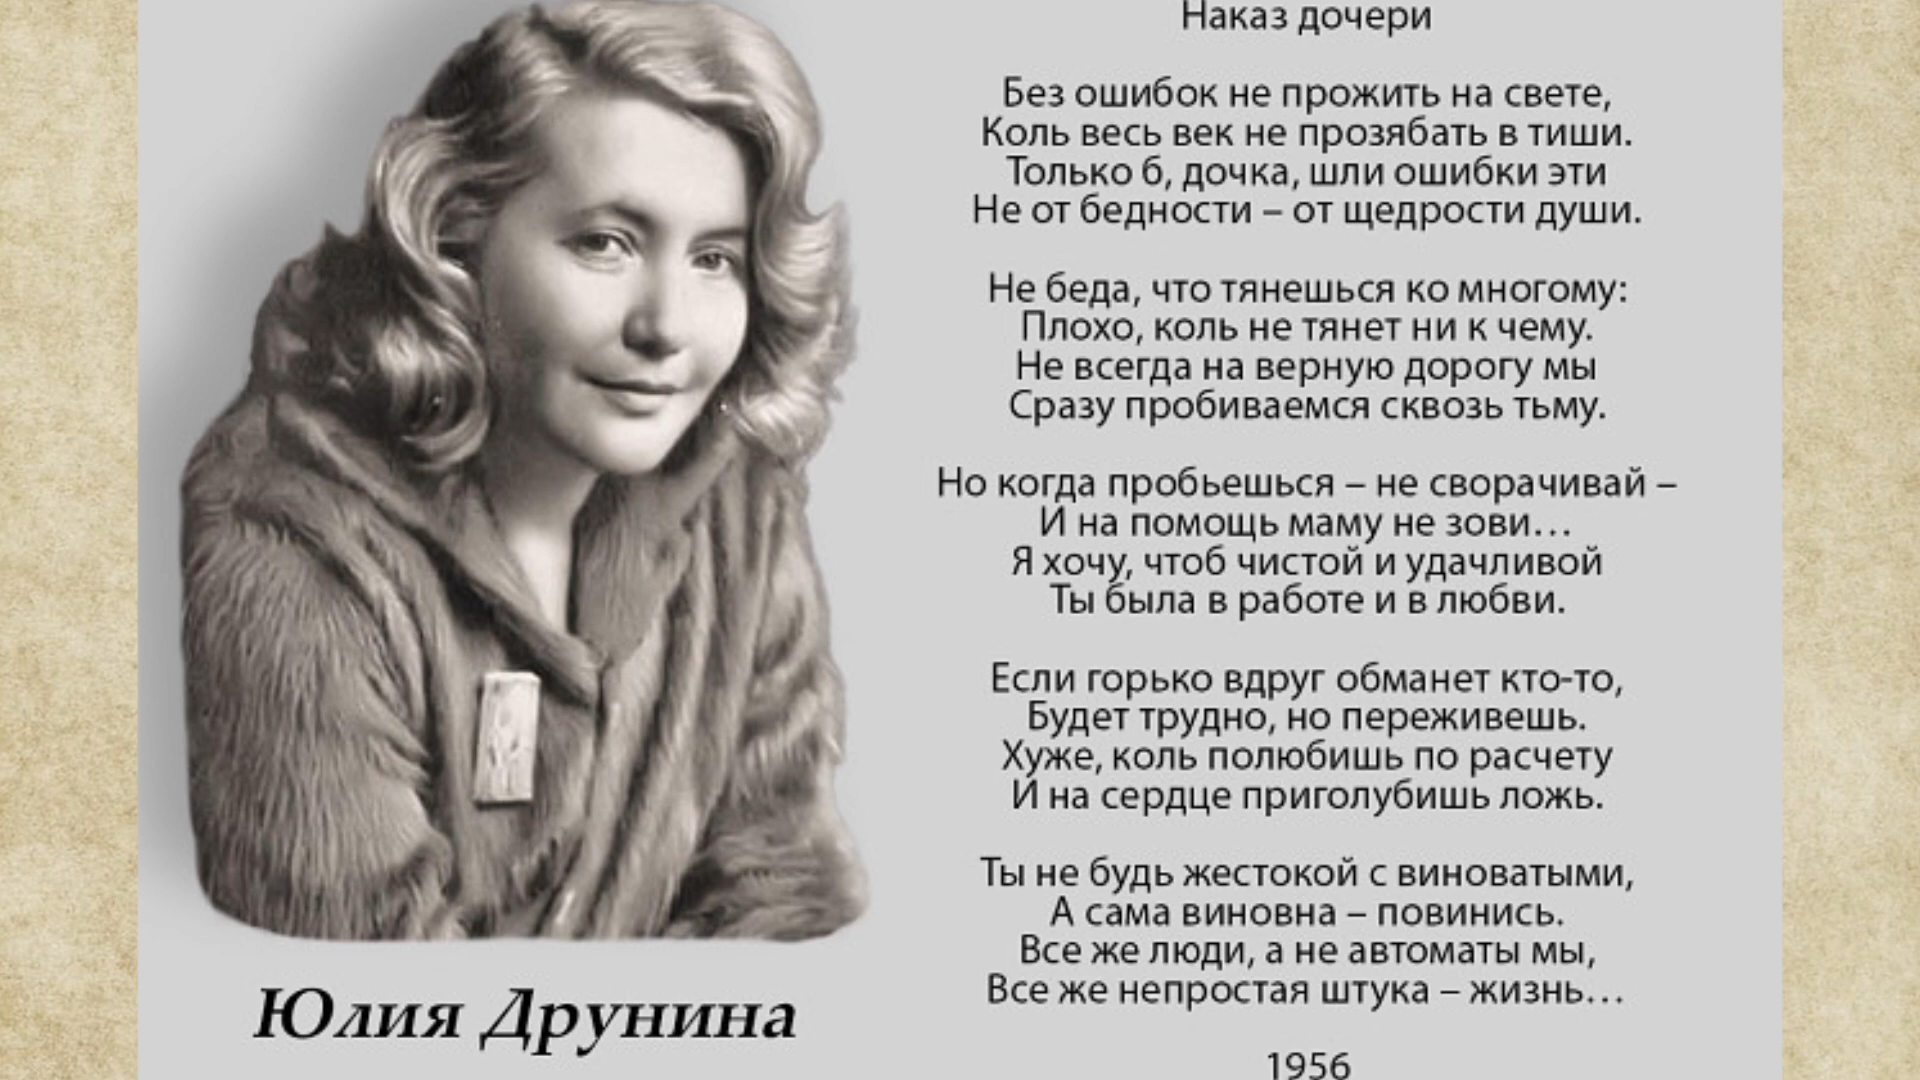 Наказ дочери
Без ошибок не прожить на свете,
Коль весь век не прозябать в тиши.
Только б, дочка, шли ошибки эти
Не от бедности – от щедрости души.
Не беда, что тянешься ко многому:
Плохо, коль не тянет ни к чему.
Не всегда на верную дорогу мы
Сразу пробиваемся сквозь тьму.
Но когда пробьешься – не сворачивай –
И на помощь маму не зови…
Я хочу, чтоб чистой и удачливой
Ты была в работе и в любви.
Если горько вдруг обманет кто-то,
Будет трудно, но переживешь.
Хуже, коль полюбишь по расчету
И на сердце приголубишь ложь.
Ты не будь жестокой с виноватыми,
А сама виновна – повинись.
Все же люди, а не автоматы мы,
Все же непростая штука – жизнь…
1956
Юлия Друнина